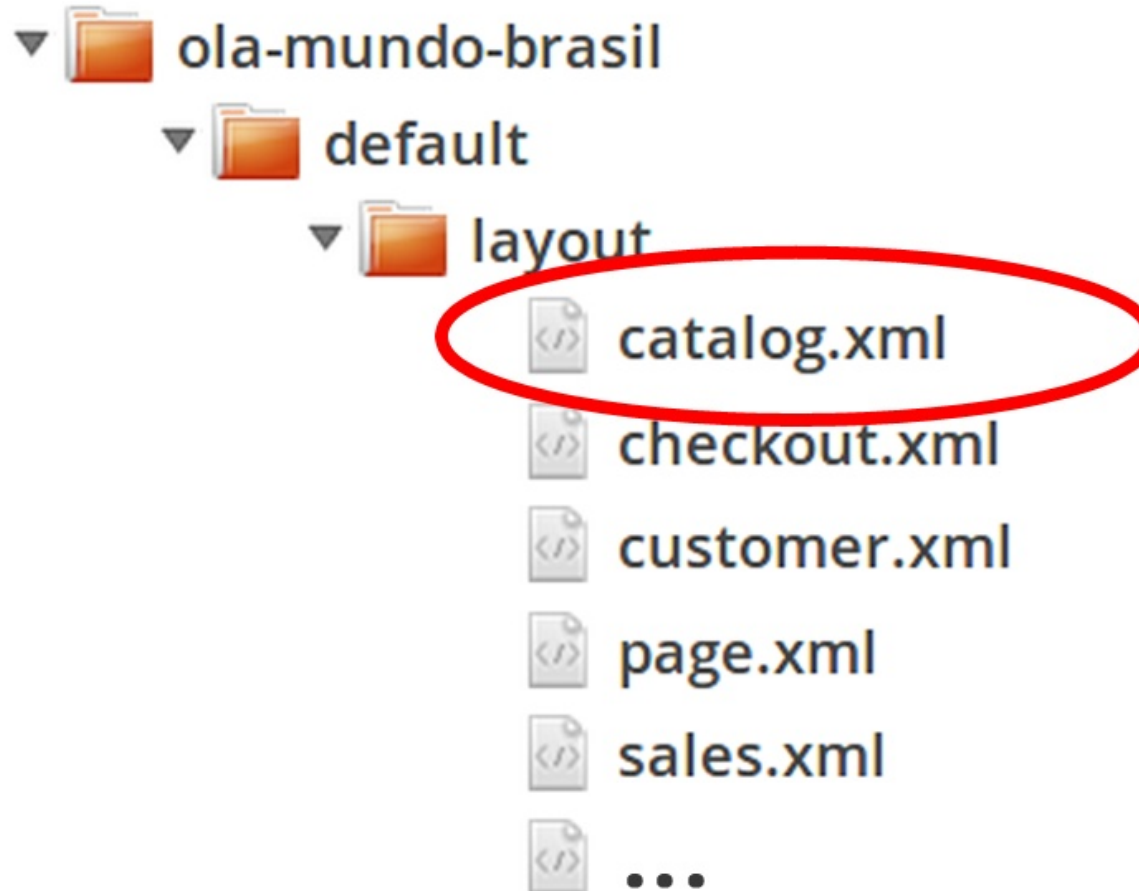 ola-mundo-brasil
default
layout
catalog.xml
checkout.xml
customer.xml
page.xml
sales.xml
...